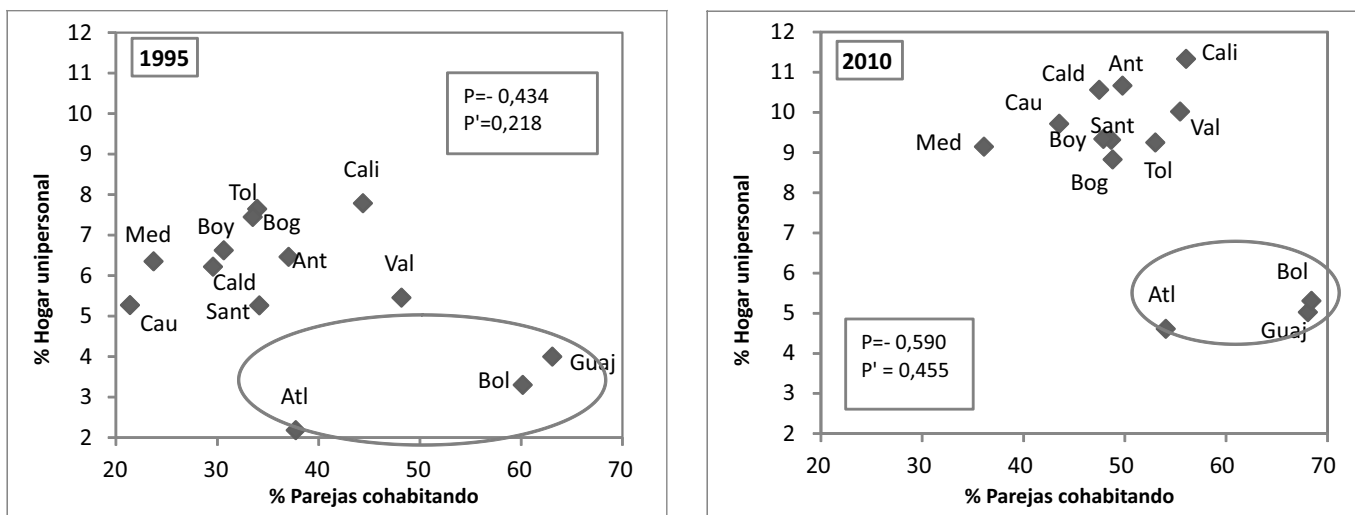 1995
P=- 0,434
P'=0,218
% Hogar unipersonal
12
11
10
9
8
7
6
5
4
3
2
Cali
Tol
Bog
Boy
Med
Ant
Val
Cald
Sant
Cau
Guaj
Bol
Atl
20 30 40 50 60 70
% Parejas cohabitando
2010
% Hogar unipersonal
12
11
10
9
8
7
6
5
4
3
2
Cali
Ant
Cald
Cau
Sant
Val
Boy
Med
Tol
Bog
Bol
Atl
Guaj
P=- 0,590
P' = 0,455
20 30 40 50 60 70
% Parejas cohabitando